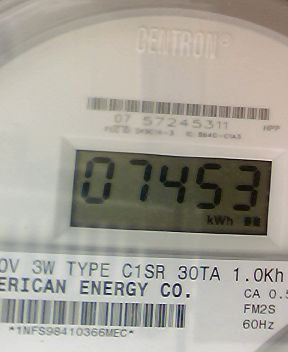 CENTRON®
07 57245311
HPP
07453
kWh
0V 3W TYPE C1SR 30TA 1.0Kh
ERICAN ENERGY CO.
CA 0.5
FM2S
60Hz
*1NFS98410366MEC*